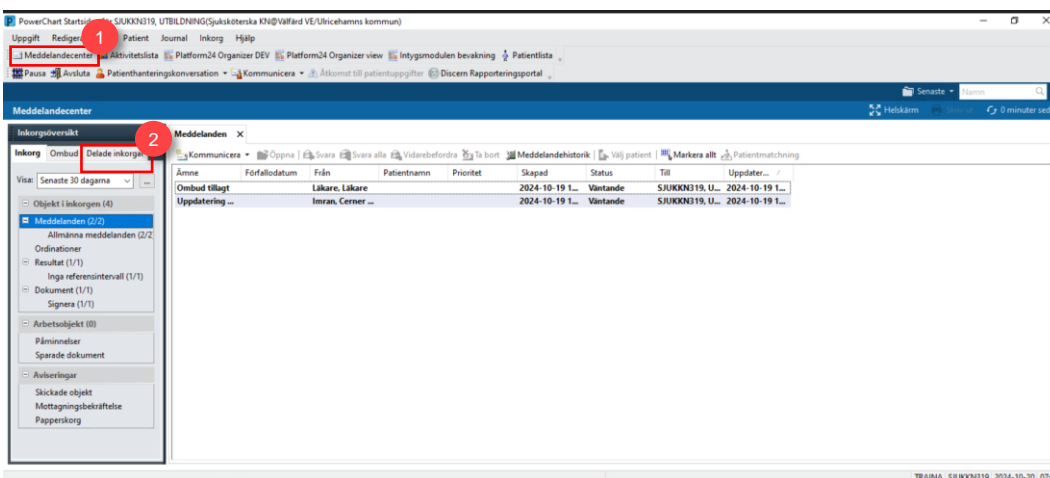 PowerChart Startsida för SJUKKN319, UTBILDNING(Sjuksköterska KN@Välfärd VE/Ulricehamns kommun)
Uppgift Redigera Patient Journal Inkorg Hjälp
1
Meddelandecenter Aktivitetslista Platform24 Organizer DEV Platform24 Organizer view Intygsmodulen bevakning Patientlista
Pausa Avsluta Patienthanteringskonversation Kommunicera Åtkomst till patientuppgifter Discern Rapporteringsportal
Senaste Namn
Meddelandecenter Helskärm Skriv ut 0 minuter sed
Inkorgsöversikt
2
Meddelanden X
Inkorg Ombud Delade inkorgar
Kommunicera Öppna Svara Svara alla Vidarebefordra Ta bort Meddelandehistorik Välj patient Markera allt Patientmatchning
Visa: Senaste 30 dagarna ...
Ämne Förfallodatum Från Patientnamn Prioritet Skapad Status Till Uppdater...
Ombud tillagt Läkare, Läkare 2024-10-19 1... Väntande SJUKKN319, U... 2024-10-19 1...
Uppdatering ... Imran, Cerner ... 2024-10-19 1... Väntande SJUKKN319, U... 2024-10-19 1...
Objekt i inkorgen (4)
Meddelanden (2/2)
Allmänna meddelanden (2/2
Ordinationer
Resultat (1/1)
Inga referensintervall (1/1)
Dokument (1/1)
Signera (1/1)
Arbetsobjekt (0)
Påminnelser
Sparade dokument
Aviseringar
Skickade objekt
Mottagningsbekräftelse
Papperskorg
TRAINA SJUKKN319 2024-10-20 07